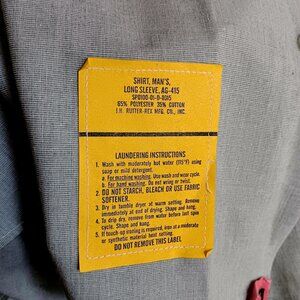 SHIRT, MAN'S,
LONG SLEEVE, AG-415
SPO100-01-D-0315
65% POLYESTER 35% COTTON
J.H. RUTTER-REX MFG. CO., INC.
LAUNDERING INSTRUCTIONS
1. Wash with moderately hot water (115°F) using
soap or mild detergent.
a. For machine washing. Use wash and wear cycle.
b. For hand washing. Do not wring or twist.
2. DO NOT STARCH, BLEACH OR USE FABRIC
SOFTENER.
3. Dry in tumble dryer at warm setting. Remove
immediately at end of drying. Shape and hang.
4. To drip dry, remove from water before last spin
cycle. Shape and hang.
5. If touch-up ironing is required, iron at a moderate
or synthetic material heat setting.
DO NOT REMOVE THIS LABEL